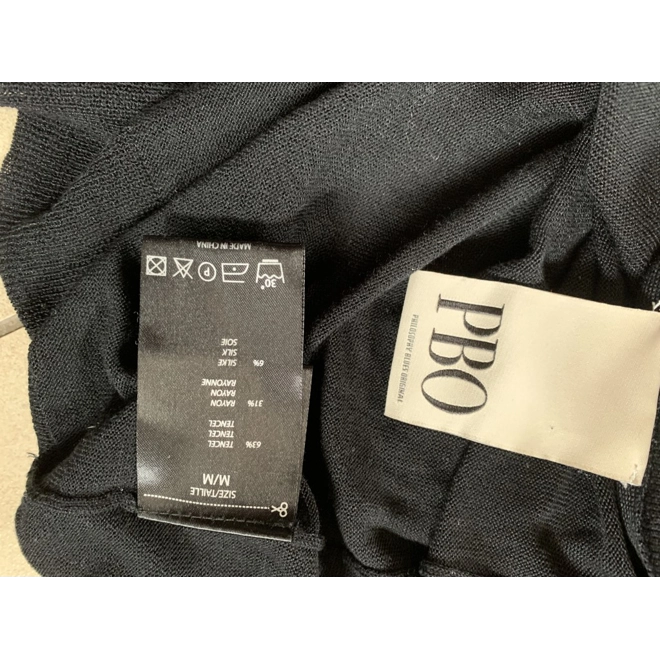 SIZE/TAILLE
M/M
63% TENCEL
TENCEL
TENCEL
31% RAYON
RAYON
RAYONNE
6% SILKE
SILK
SOIE
30°
P
MADE IN CHINA
PBO
PHILOSOPHY BLUES ORIGINAL